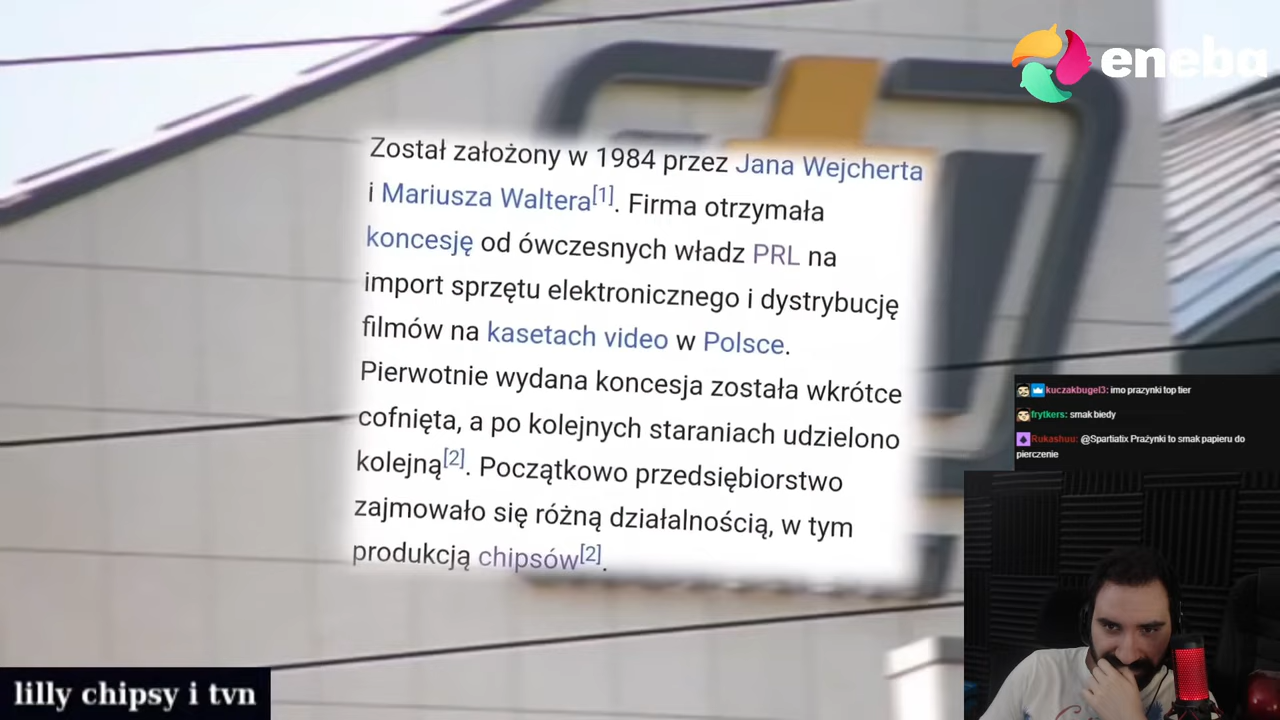 eneba
Został założony w 1984 przez Jana Wejcherta
i Mariusza Waltera[1]. Firma otrzymała
koncesję od ówczesnych władz PRL na
import sprzętu elektronicznego i dystrybucję
filmów na kasetach video w Polsce.
Pierwotnie wydana koncesja została wkrótce
cofnięta, a po kolejnych staraniach udzielono
kolejną[2]. Początkowo przedsiębiorstwo
zajmowało się różną działalnością, w tym
produkcją chipsów[2].
kuczakbugel3: imo prazynki top tier
frytkers: smak biedy
Rukashuu: @Spartiatix Prażynki to smak papieru do
pierczenie
lilly chipsy i tvn